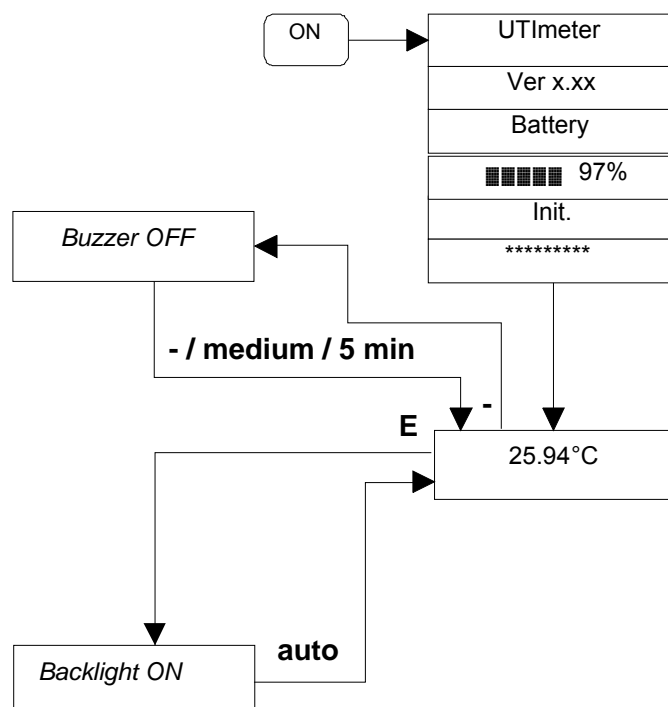 ON
UTImeter
Ver x.xx
Battery
97%
Init.
*********
Buzzer OFF
- / medium / 5 min
-
E
25.94°C
auto
Backlight ON